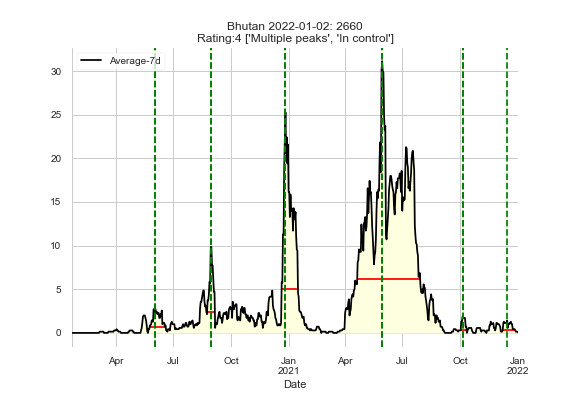 Bhutan 2022-01-02: 2660
Rating:4 ['Multiple peaks', 'In control']
Average-7d
30
25
20
15
10
5
0
Apr Jul Oct Jan Apr Jul Oct Jan
2021 2022
Date